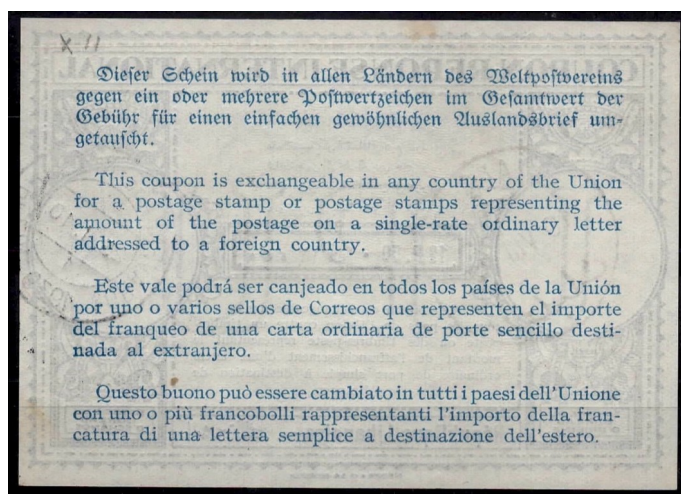 X 11
Dieser Schein wird in allen Ländern des Weltpostvereins
gegen ein oder mehrere Postwertzeichen im Gesamtwert der
Gebühr für einen einfachen gewöhnlichen Auslandsbrief um-
getauscht.
This coupon is exchangeable in any country of the Union
for a postage stamp or postage stamps representing the
amount of the postage on a single-rate ordinary letter
addressed to a foreign country.
Este vale podrá ser canjeado en todos los países de la Unión
por uno o varios sellos de Correos que representen el importe
del franqueo de una carta ordinaria de porte sencillo desti-
nada al extranjero.
Questo buono può essere cambiato in tutti i paesi dell'Unione
con uno o più francobolli rappresentanti l'importo della fran-
catura di una lettera semplice a destinazione dell'estero.